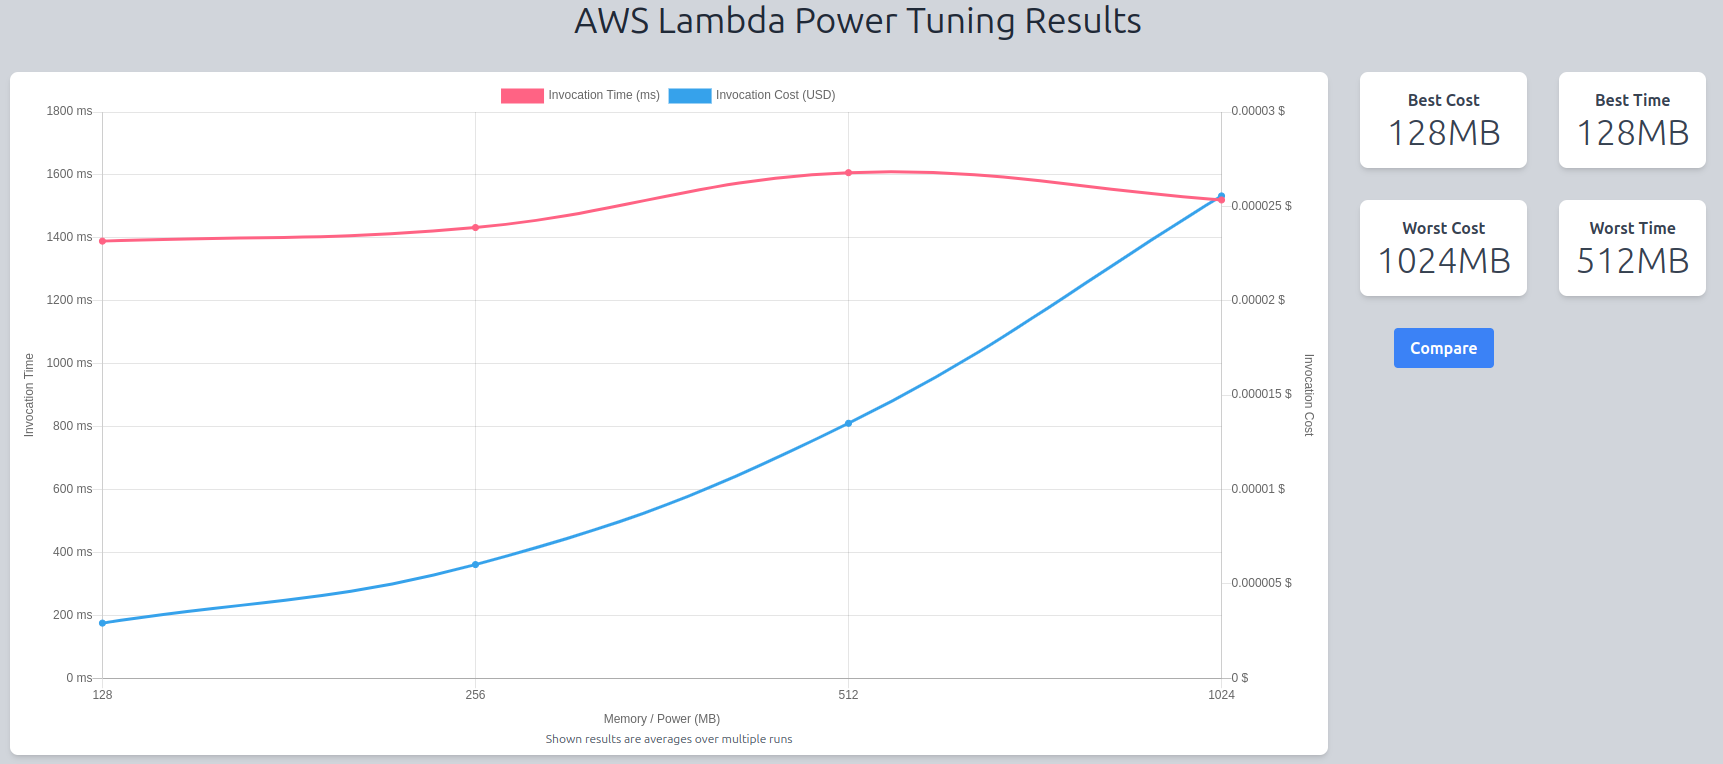 AWS Lambda Power Tuning Results
Invocation Time (ms) Invocation Cost (USD)
1800 ms
1600 ms
1400 ms
1200 ms
1000 ms
800 ms
600 ms
400 ms
200 ms
0 ms
Invocation Time
0.00003 $
0.000025 $
0.00002 $
0.000015 $
0.00001 $
0.000005 $
0 $
Invocation Cost
128 256 512 1024
Memory / Power (MB)
Shown results are averages over multiple runs
Best Cost
128MB
Best Time
128MB
Worst Cost
1024MB
Worst Time
512MB
Compare